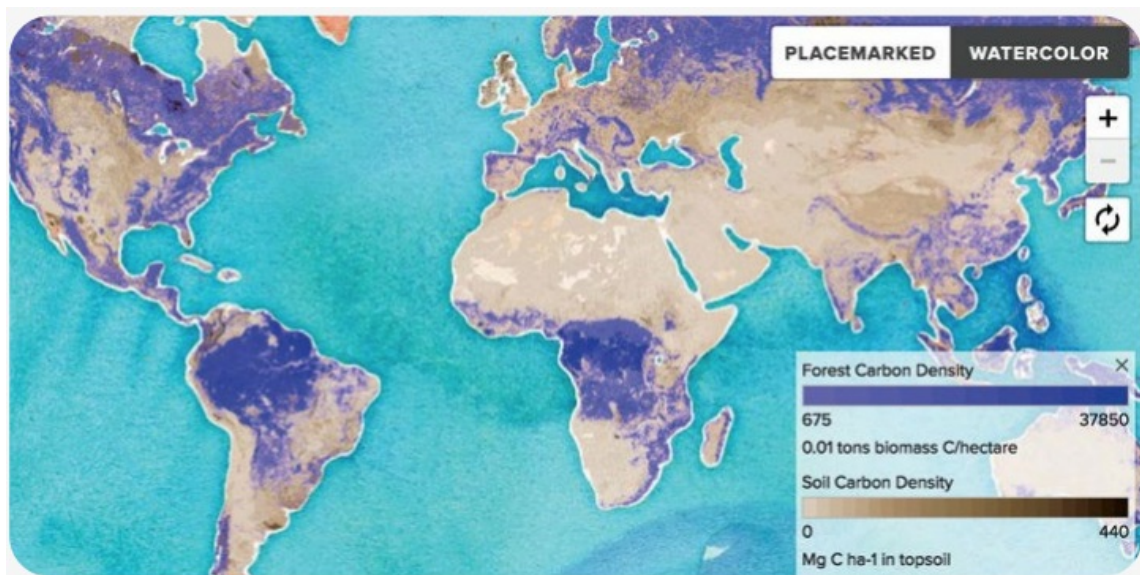 PLACEMARKED WATERCOLOR
+
−
Forest Carbon Density ×
675 37850
0.01 tons biomass C/hectare
Soil Carbon Density
0 440
Mg C ha-1 in topsoil